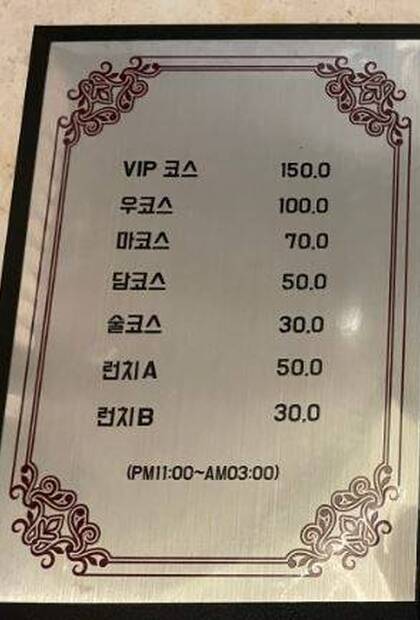 VIP 코스 150.0
우코스 100.0
마코스 70.0
담코스 50.0
술코스 30.0
런치A 50.0
런치B 30.0
(PM11:00~AM03:00)